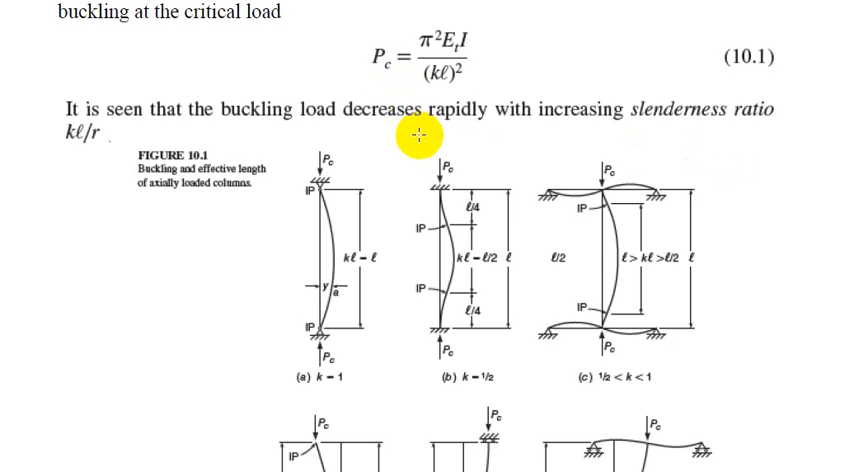 buckling at the critical load
P_c = π²E_tI / (kℓ)² (10.1)
It is seen that the buckling load decreases rapidly with increasing slenderness ratio
kℓ/r .
FIGURE 10.1
Buckling and effective length
of axially loaded columns.
P_c
IP
kℓ – ℓ
y
a
IP
P_c
(a) k – 1
P_c
ℓ/4
IP
kℓ – ℓ/2 ℓ
IP
ℓ/4
P_c
(b) k – 1/2
P_c
IP
ℓ/2
ℓ > kℓ > ℓ/2 ℓ
IP
P_c
(c) 1/2 < k < 1
P_c
IP
P_c
P_c